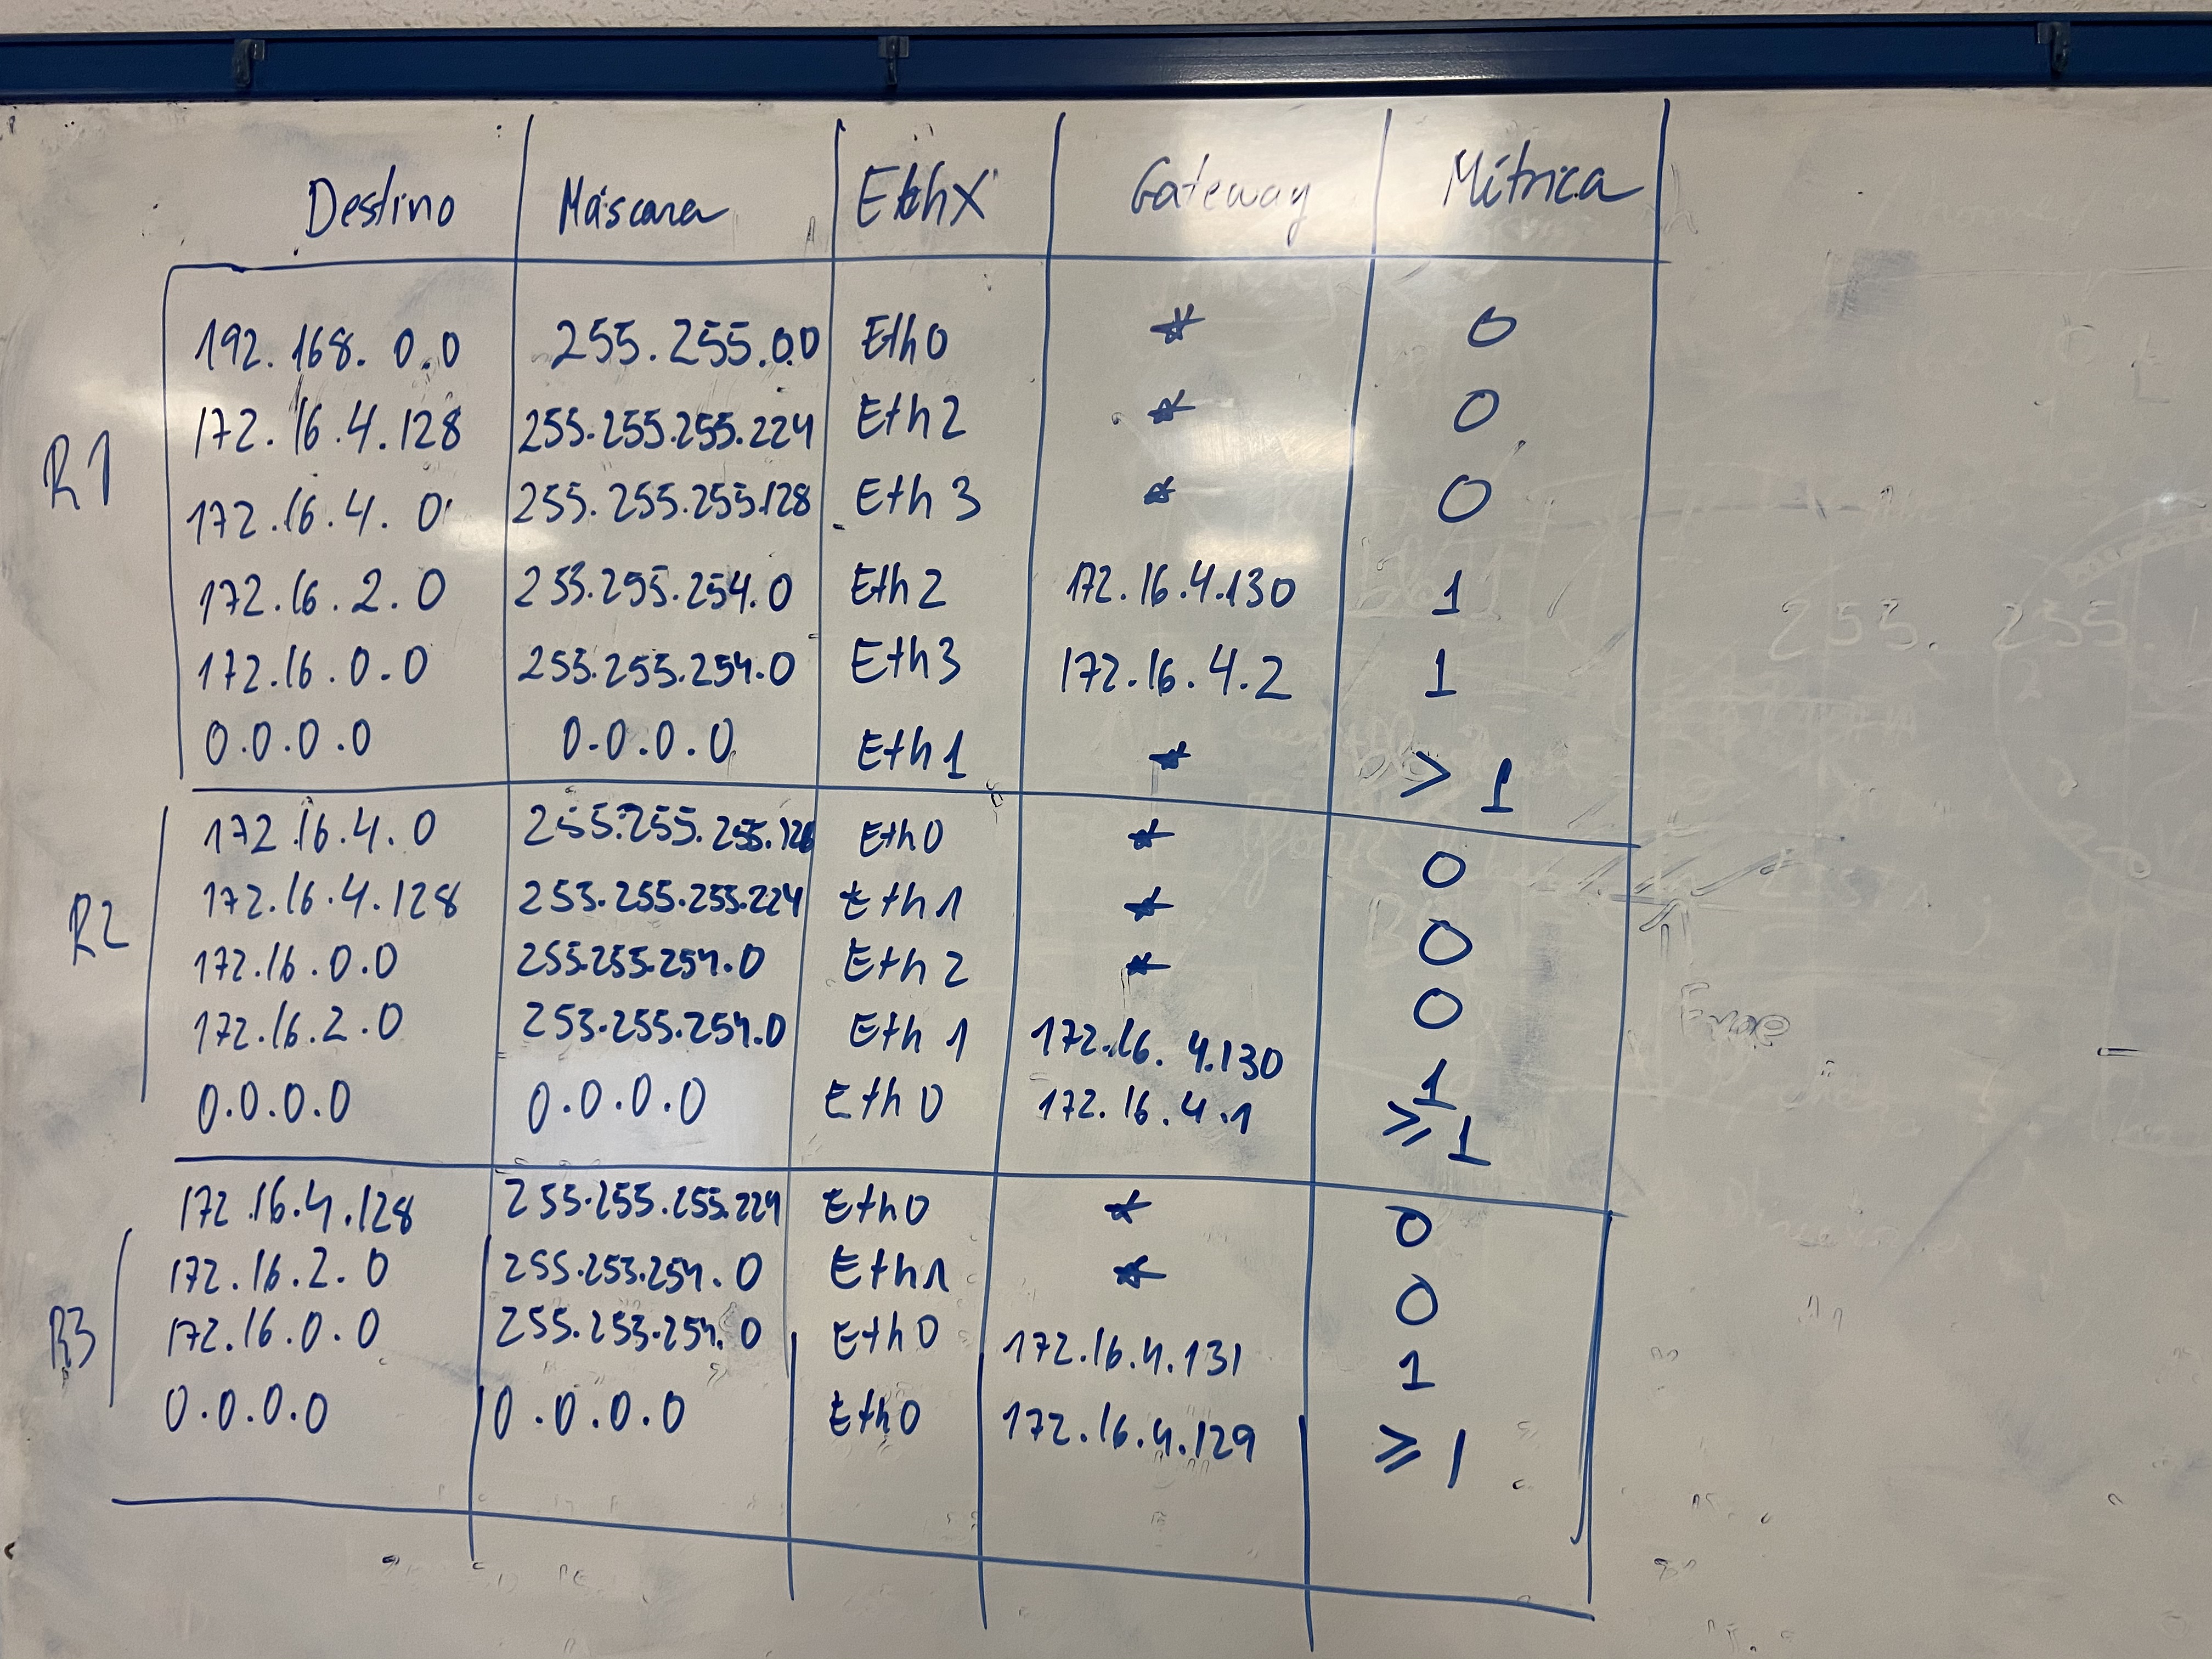 Destino Máscara EthX Gateway Métrica
R1
192.168.0.0 255.255.0.0 Eth0 * 0
172.16.4.128 255.255.255.224 Eth2 * 0
172.16.4.0 255.255.255.128 Eth3 * 0
172.16.2.0 255.255.254.0 Eth2 172.16.4.130 1
172.16.0.0 255.255.254.0 Eth3 172.16.4.2 1
0.0.0.0 0.0.0.0 Eth1 * > 1
R2
172.16.4.0 255.255.255.128 Eth0 * 0
172.16.4.128 255.255.255.224 Eth1 * 0
172.16.0.0 255.255.254.0 Eth2 * 0
172.16.2.0 255.255.254.0 Eth1 172.16.4.130 1
0.0.0.0 0.0.0.0 Eth0 172.16.4.1 ⩾ 1
R3
172.16.4.128 255.255.255.224 Eth0 * 0
172.16.2.0 255.255.254.0 Eth1 * 0
172.16.0.0 255.255.254.0 Eth0 172.16.4.131 1
0.0.0.0 0.0.0.0 Eth0 172.16.4.129 ⩾ 1
255. 255.